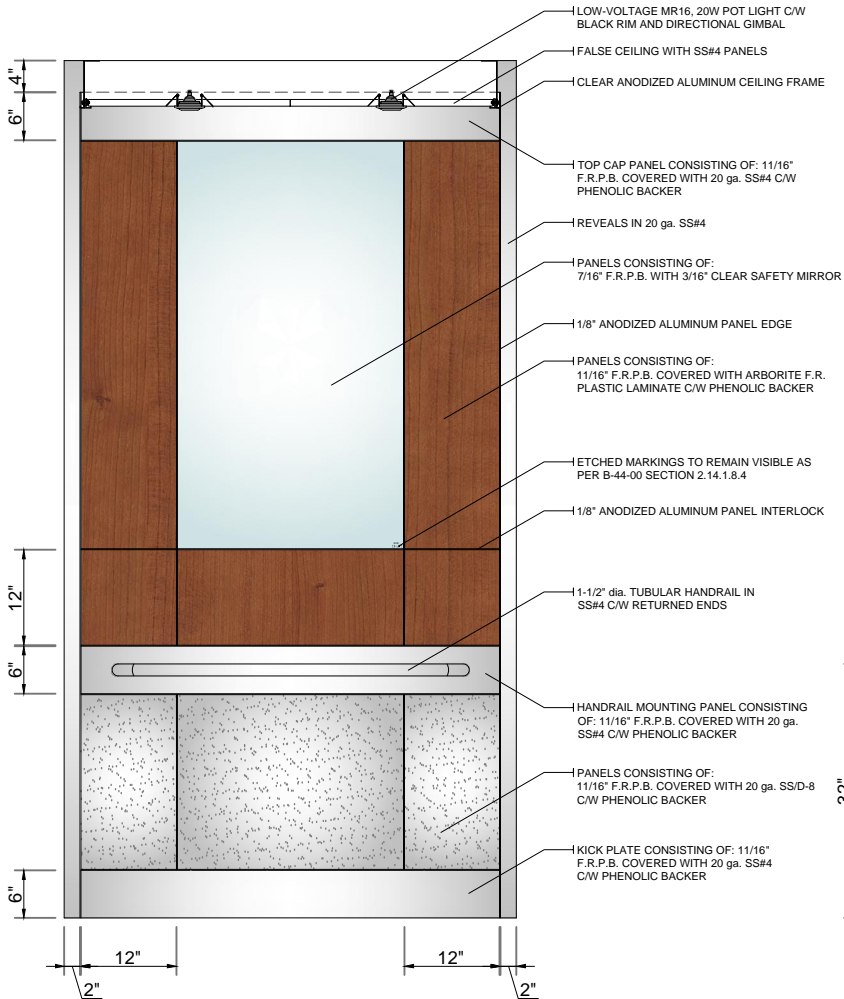 LOW-VOLTAGE MR16, 20W POT LIGHT C/W
BLACK RIM AND DIRECTIONAL GIMBAL
FALSE CEILING WITH SS#4 PANELS
CLEAR ANODIZED ALUMINUM CEILING FRAME
4"
6"
TOP CAP PANEL CONSISTING OF: 11/16"
F.R.P.B. COVERED WITH 20 ga. SS#4 C/W
PHENOLIC BACKER
REVEALS IN 20 ga. SS#4
PANELS CONSISTING OF:
7/16" F.R.P.B. WITH 3/16" CLEAR SAFETY MIRROR
1/8" ANODIZED ALUMINUM PANEL EDGE
PANELS CONSISTING OF:
11/16" F.R.P.B. COVERED WITH ARBORITE F.R.
PLASTIC LAMINATE C/W PHENOLIC BACKER
ETCHED MARKINGS TO REMAIN VISIBLE AS
PER B-44-00 SECTION 2.14.1.8.4
1/8" ANODIZED ALUMINUM PANEL INTERLOCK
12"
1-1/2" dia. TUBULAR HANDRAIL IN
SS#4 C/W RETURNED ENDS
6"
HANDRAIL MOUNTING PANEL CONSISTING
OF: 11/16" F.R.P.B. COVERED WITH 20 ga.
SS#4 C/W PHENOLIC BACKER
PANELS CONSISTING OF:
11/16" F.R.P.B. COVERED WITH 20 ga. SS/D-8
C/W PHENOLIC BACKER
KICK PLATE CONSISTING OF: 11/16"
F.R.P.B. COVERED WITH 20 ga. SS#4
C/W PHENOLIC BACKER
6"
12"
12"
2"
2"